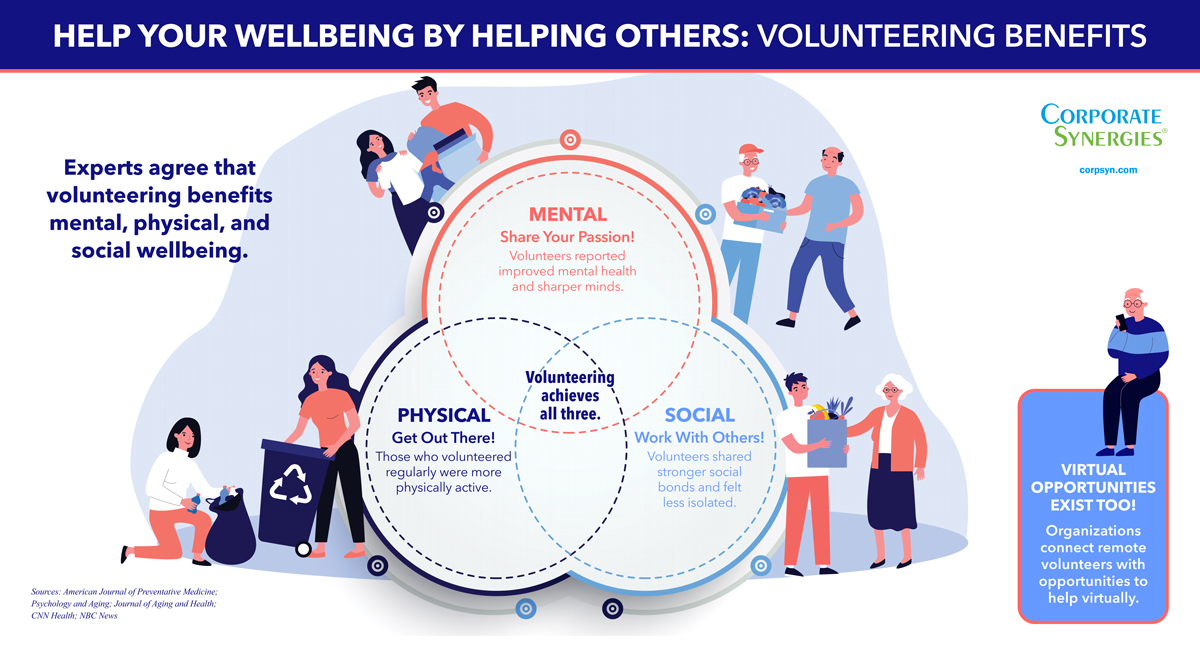 HELP YOUR WELLBEING BY HELPING OTHERS: VOLUNTEERING BENEFITS
Experts agree that
volunteering benefits
mental, physical, and
social wellbeing.
CORPORATE
SYNERGIES®
corpsyn.com
MENTAL
Share Your Passion!
Volunteers reported
improved mental health
and sharper minds.
Volunteering
achieves
all three.
PHYSICAL
Get Out There!
Those who volunteered
regularly were more
physically active.
SOCIAL
Work With Others!
Volunteers shared
stronger social
bonds and felt
less isolated.
VIRTUAL
OPPORTUNITIES
EXIST TOO!
Organizations
connect remote
volunteers with
opportunities to
help virtually.
Sources: American Journal of Preventative Medicine;
Psychology and Aging; Journal of Aging and Health;
CNN Health; NBC News